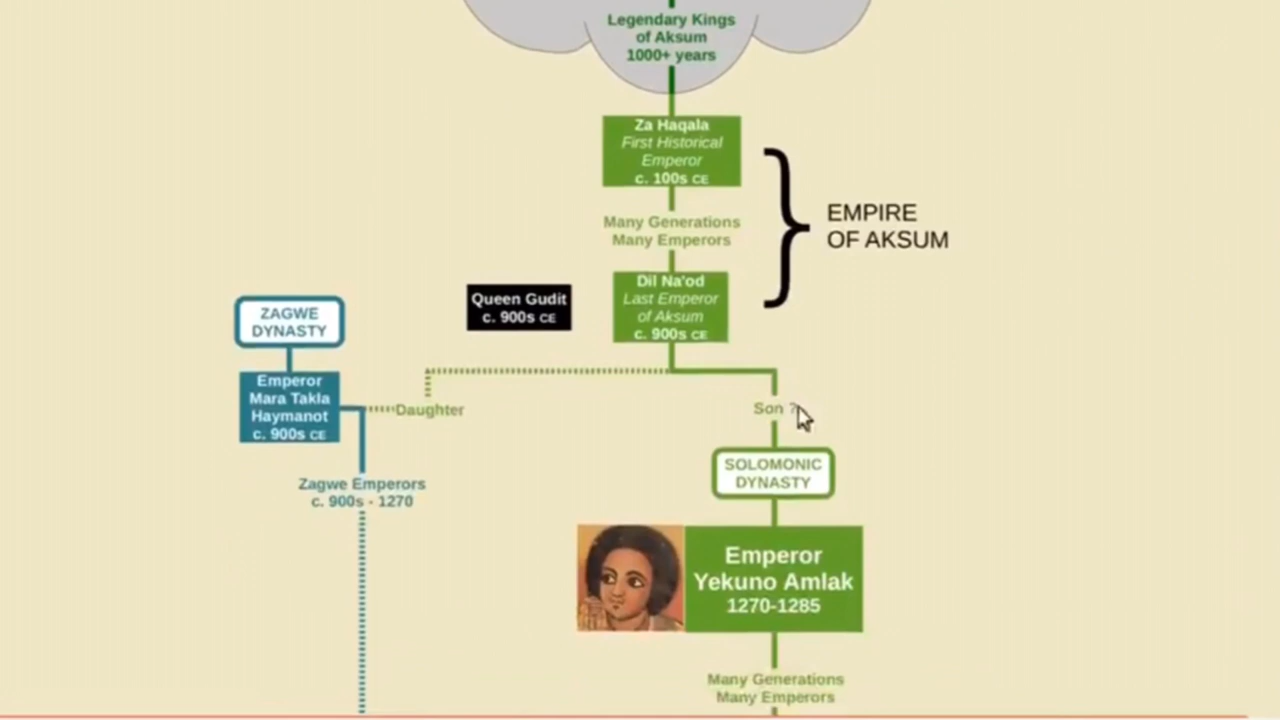 Legendary Kings
of Aksum
1000+ years
Za Haqala
First Historical
Emperor
c. 100s CE
Many Generations
Many Emperors
EMPIRE
OF AKSUM
Dil Na'od
Last Emperor
of Aksum
c. 900s CE
Queen Gudit
c. 900s CE
ZAGWE
DYNASTY
Emperor
Mara Takla
Haymanot
c. 900s CE
Daughter
Son ?
Zagwe Emperors
c. 900s - 1270
SOLOMONIC
DYNASTY
Emperor
Yekuno Amlak
1270-1285
Many Generations
Many Emperors